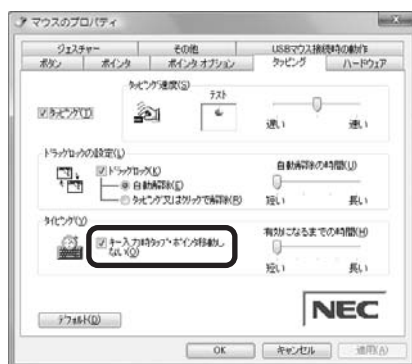 マウスのプロパティ
ジェスチャー その他 USBマウス接続時の動作
ボタン ポインタ ポインタ オプション タッピング ハードウェア
タッピング速度(S)
テスト
タッピング(T)
遅い 速い
ドラッグロックの設定(L)
ドラッグロック(K) 自動解除の時間(U)
自動解除(E)
タッピング又はクリックで解除(R) 短い 長い
タイピング(Y)
キー入力時タップ・ポインタ移動し
ない(O)
有効になるまでの時間(H)
短い 長い
NEC
デフォルト(D)
OK キャンセル 適用(A)